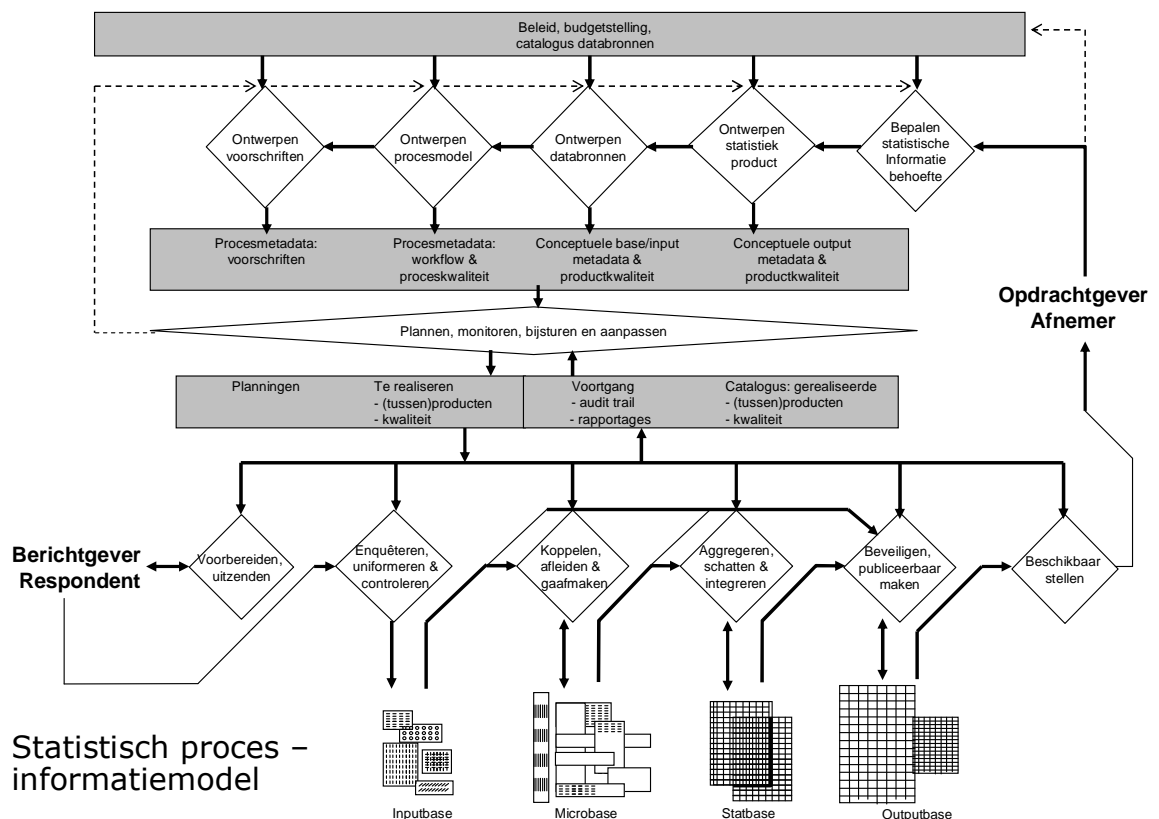 Beleid, budgetstelling,
catalogus databronnen
Ontwerpen
voorschriften
Ontwerpen
procesmodel
Ontwerpen
databronnen
Ontwerpen
statistiek
product
Bepalen
statistische
Informatie
behoefte
Procesmetadata:
voorschriften
Procesmetadata:
workflow &
proceskwaliteit
Conceptuele base/input
metadata &
productkwaliteit
Conceptuele output
metadata &
productkwaliteit
Opdrachtgever
Afnemer
Plannen, monitoren, bijsturen en aanpassen
Planningen
Te realiseren
- (tussen)producten
- kwaliteit
Voortgang
- audit trail
- rapportages
Catalogus: gerealiseerde
- (tussen)producten
- kwaliteit
Berichtgever
Respondent
Voorbereiden,
uitzenden
Enquêteren,
uniformeren &
controleren
Koppelen,
afleiden &
gaafmaken
Aggregeren,
schatten &
integreren
Beveiligen,
publiceerbaar
maken
Beschikbaar
stellen
Statistisch proces –
informatiemodel
Inputbase
Microbase
Statbase
Outputbase